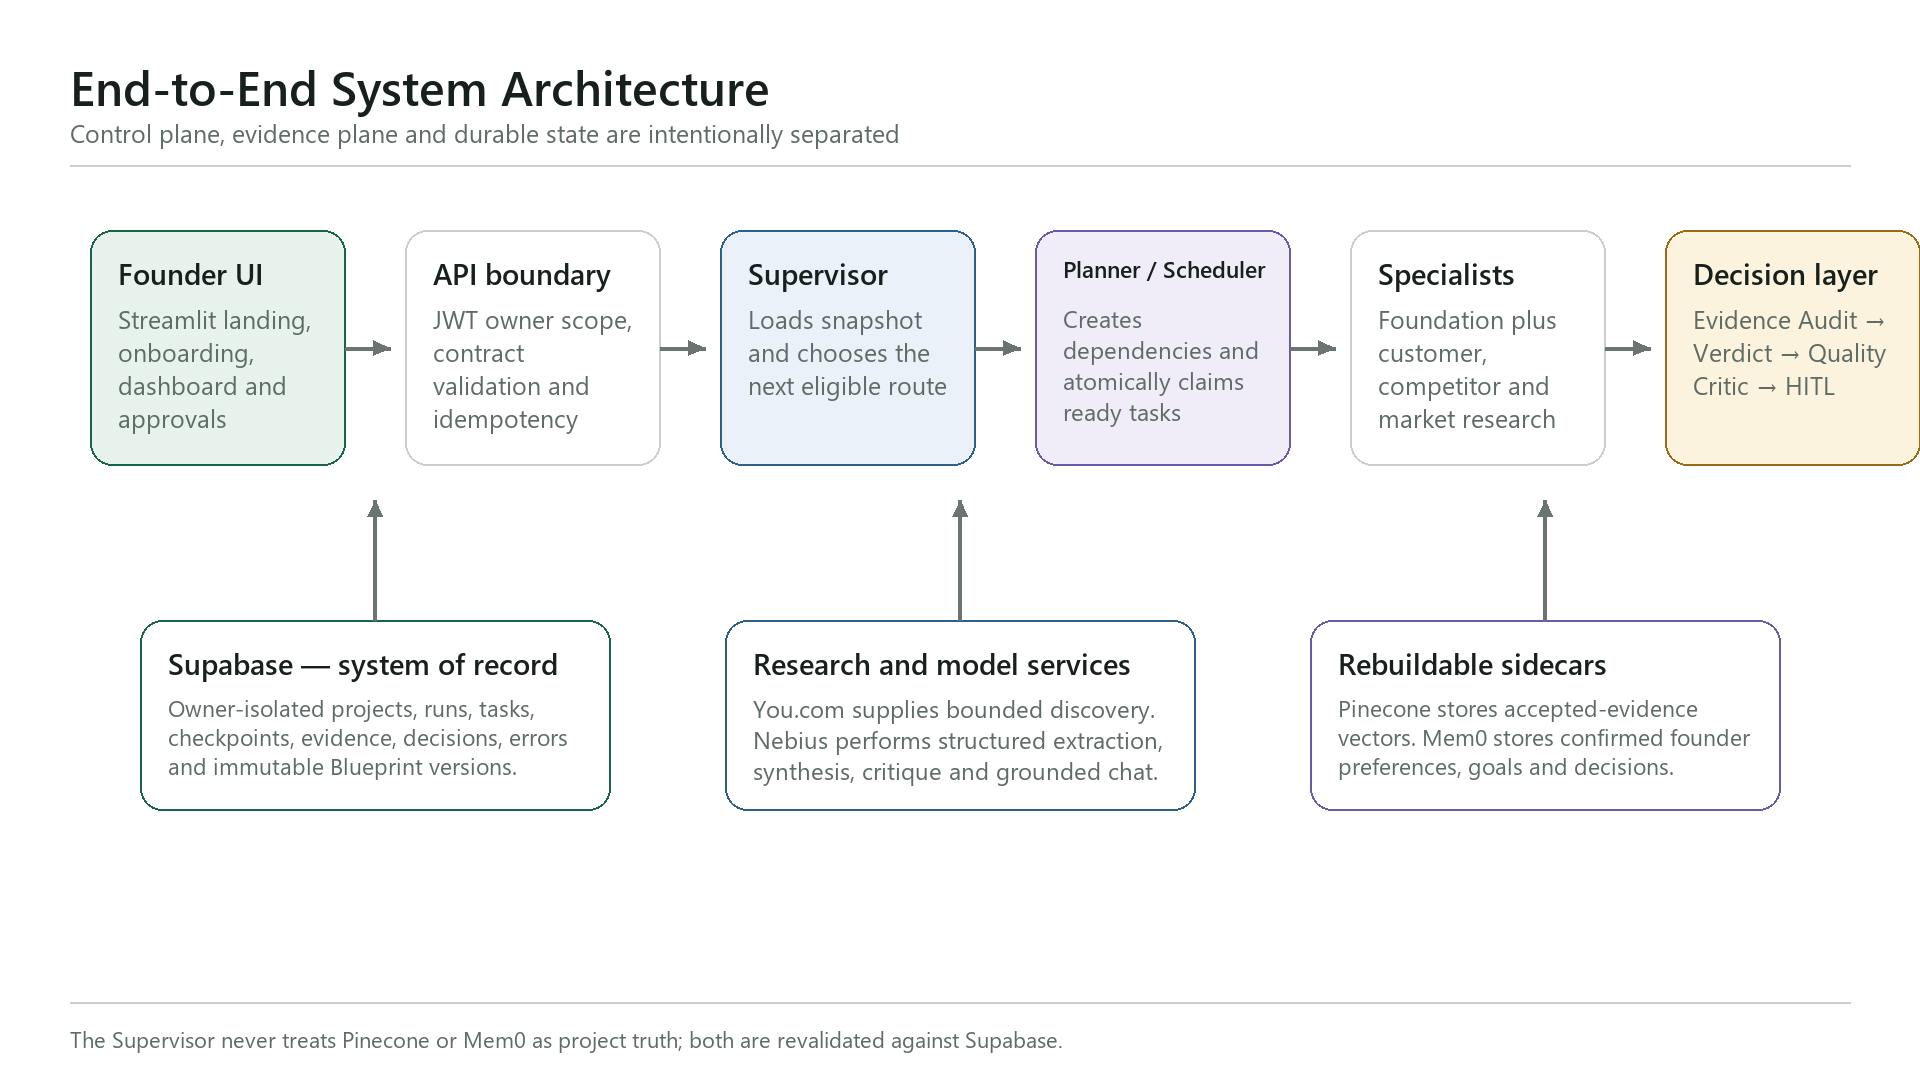 End-to-End System Architecture
Control plane, evidence plane and durable state are intentionally separated
Founder UI
Streamlit landing,
onboarding,
dashboard and
approvals
API boundary
JWT owner scope,
contract
validation and
idempotency
Supervisor
Loads snapshot
and chooses the
next eligible route
Planner / Scheduler
Creates
dependencies and
atomically claims
ready tasks
Specialists
Foundation plus
customer,
competitor and
market research
Decision layer
Evidence Audit →
Verdict → Quality
Critic → HITL
Supabase — system of record
Owner-isolated projects, runs, tasks,
checkpoints, evidence, decisions, errors
and immutable Blueprint versions.
Research and model services
You.com supplies bounded discovery.
Nebius performs structured extraction,
synthesis, critique and grounded chat.
Rebuildable sidecars
Pinecone stores accepted-evidence
vectors. Mem0 stores confirmed founder
preferences, goals and decisions.
The Supervisor never treats Pinecone or Mem0 as project truth; both are revalidated against Supabase.